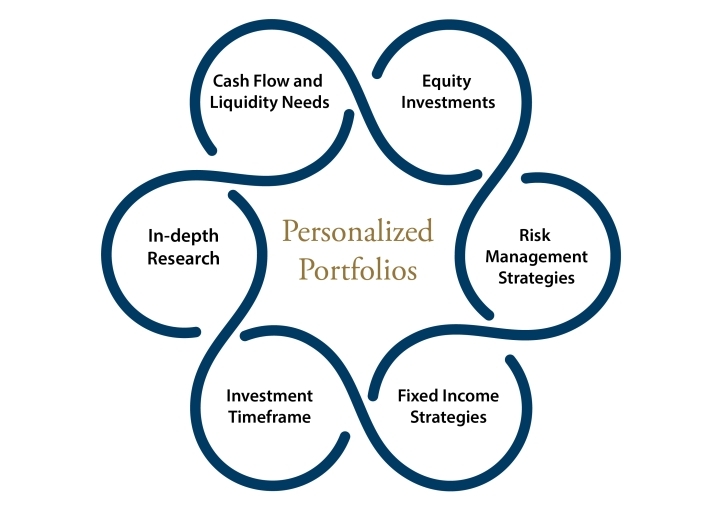 Cash Flow and
Liquidity Needs
Equity
Investments
In-depth
Research
Personalized
Portfolios
Risk
Management
Strategies
Investment
Timeframe
Fixed Income
Strategies